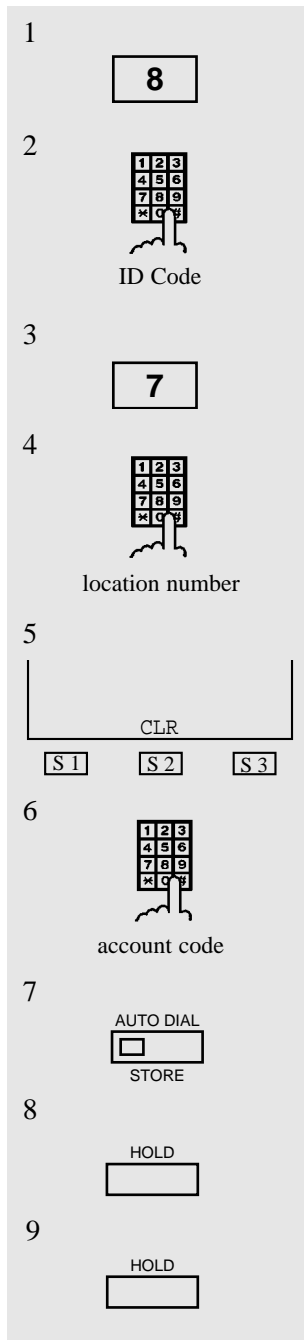 1
8
2
1 2 3
4 5 6
7 8 9
* 0 #
ID Code
3
7
4
1 2 3
4 5 6
7 8 9
* 0 #
location number
5
CLR
S 1 S 2 S 3
6
1 2 3
4 5 6
7 8 9
* 0 #
account code
7
AUTO DIAL
STORE
8
HOLD
9
HOLD